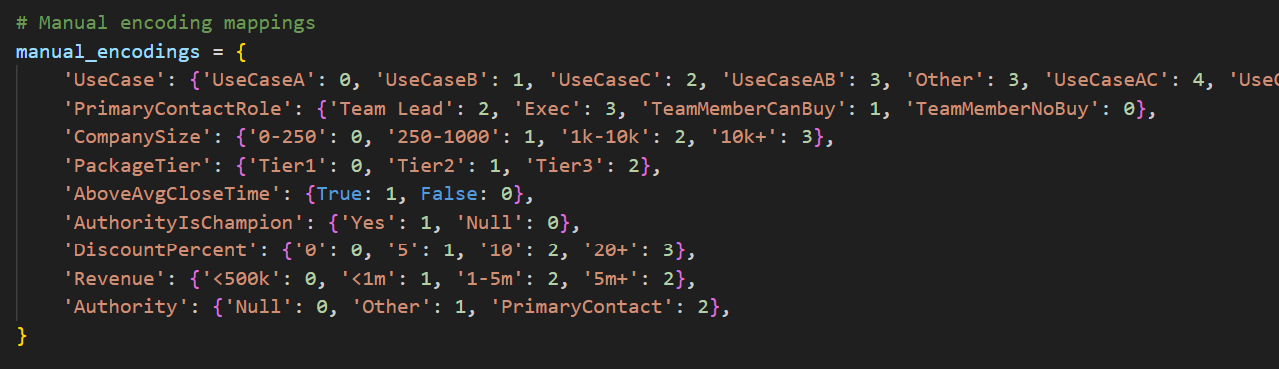 # Manual encoding mappings
manual_encodings = {
    'UseCase': {'UseCaseA': 0, 'UseCaseB': 1, 'UseCaseC': 2, 'UseCaseAB': 3, 'Other': 3, 'UseCaseAC': 4, 'UseC
    'PrimaryContactRole': {'Team Lead': 2, 'Exec': 3, 'TeamMemberCanBuy': 1, 'TeamMemberNoBuy': 0},
    'CompanySize': {'0-250': 0, '250-1000': 1, '1k-10k': 2, '10k+': 3},
    'PackageTier': {'Tier1': 0, 'Tier2': 1, 'Tier3': 2},
    'AboveAvgCloseTime': {True: 1, False: 0},
    'AuthorityIsChampion': {'Yes': 1, 'Null': 0},
    'DiscountPercent': {'0': 0, '5': 1, '10': 2, '20+': 3},
    'Revenue': {'<500k': 0, '<1m': 1, '1-5m': 2, '5m+': 2},
    'Authority': {'Null': 0, 'Other': 1, 'PrimaryContact': 2},
}